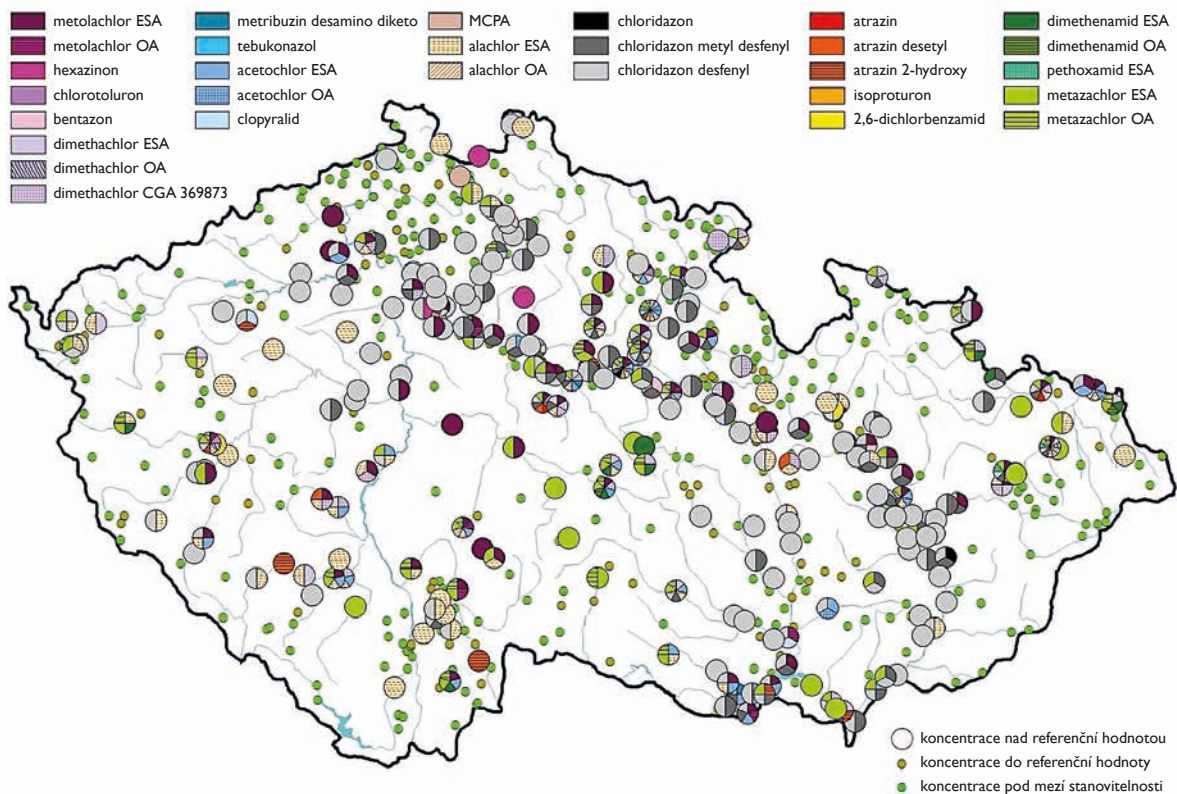 metolachlor ESA
metolachlor OA
hexazinon
chlorotoluron
bentazon
dimethachlor ESA
dimethachlor OA
dimethachlor CGA 369873
metribuzin desamino diketo
tebukonazol
acetochlor ESA
acetochlor OA
clopyralid
MCPA
alachlor ESA
alachlor OA
chloridazon
chloridazon metyl desfenyl
chloridazon desfenyl
atrazin
atrazin desetyl
atrazin 2-hydroxy
isoproturon
2,6-dichlorbenzamid
dimethenamid ESA
dimethenamid OA
pethoxamid ESA
metazachlor ESA
metazachlor OA
koncentrace nad referenční hodnotou
koncentrace do referenční hodnoty
koncentrace pod mezí stanovitelnosti